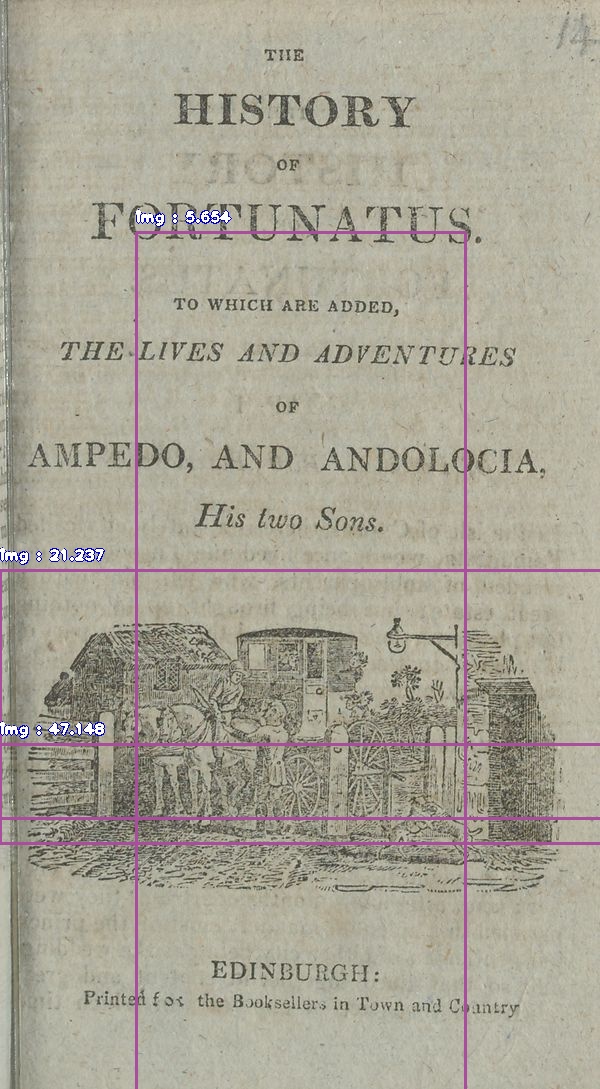 14
THE
HISTORY
OF
FORTUNATUS.
Img : 5.654
TO WHICH ARE ADDED,
THE LIVES AND ADVENTURES
OF
AMPEDO, AND ANDOLOCIA,
His two Sons.
Img : 21.237
Img : 47.148
EDINBURGH:
Printed for the Booksellers in Town and Country